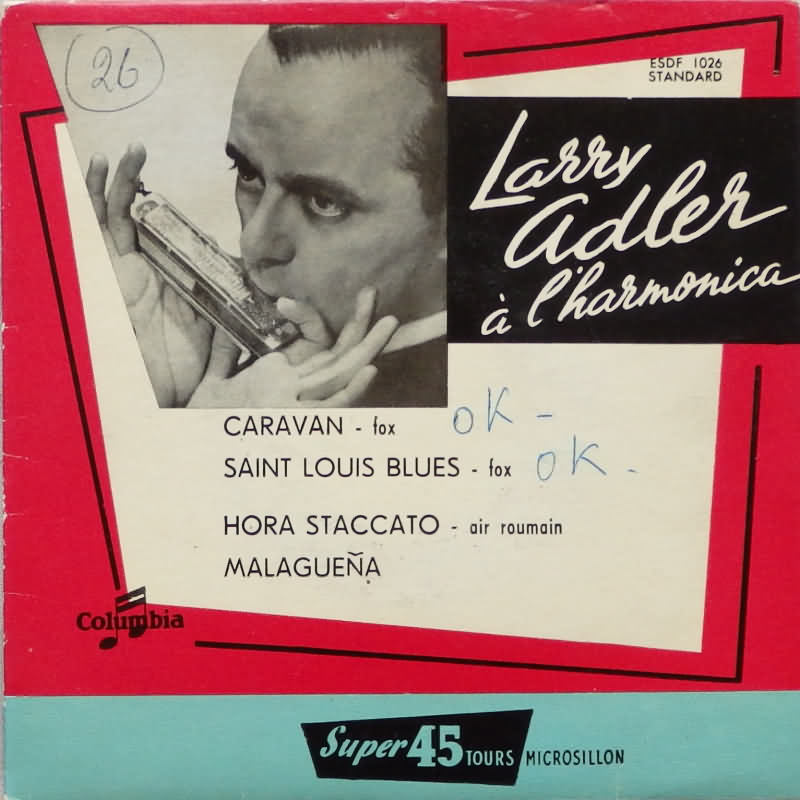 26
ESDF 1026
STANDARD
Larry
Adler
à l'harmonica
CARAVAN - fox OK -
SAINT LOUIS BLUES - fox OK -
HORA STACCATO - air roumain
MALAGUEÑA
Columbia
Super 45 TOURS MICROSILLON